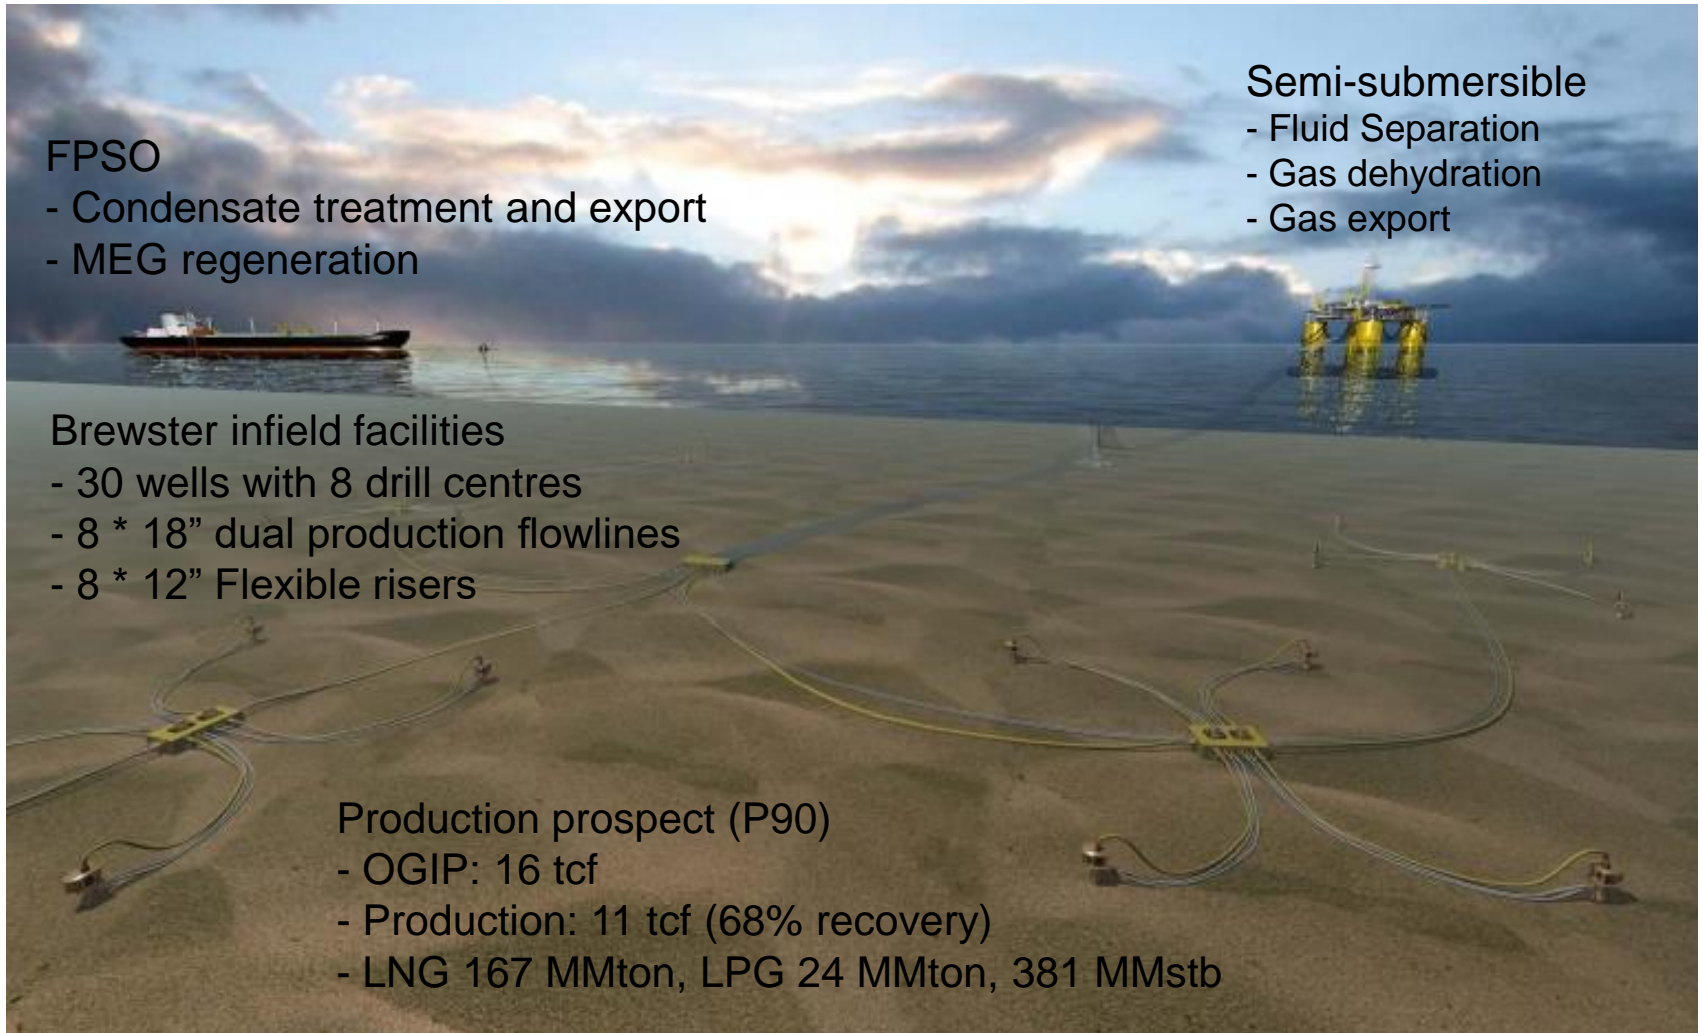 FPSO
- Condensate treatment and export
- MEG regeneration
Semi-submersible
- Fluid Separation
- Gas dehydration
- Gas export
Brewster infield facilities
- 30 wells with 8 drill centres
- 8 * 18” dual production flowlines
- 8 * 12” Flexible risers
Production prospect (P90)
- OGIP: 16 tcf
- Production: 11 tcf (68% recovery)
- LNG 167 MMton, LPG 24 MMton, 381 MMstb